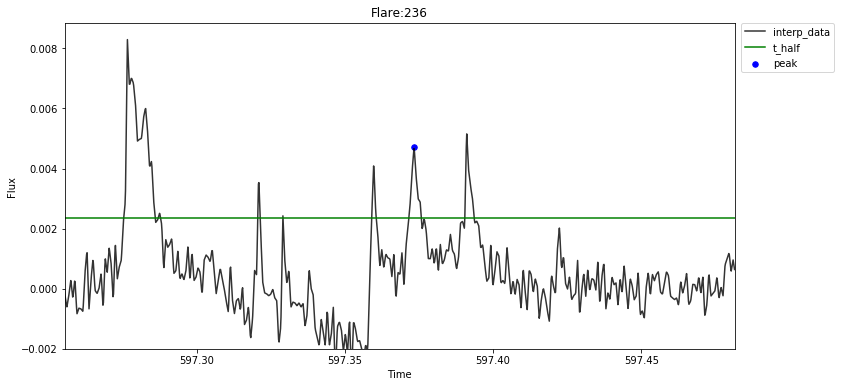 Flare:236
interp_data
t_half
peak
Flux
0.008
0.006
0.004
0.002
0.000
−0.002
597.30
597.35
597.40
597.45
Time